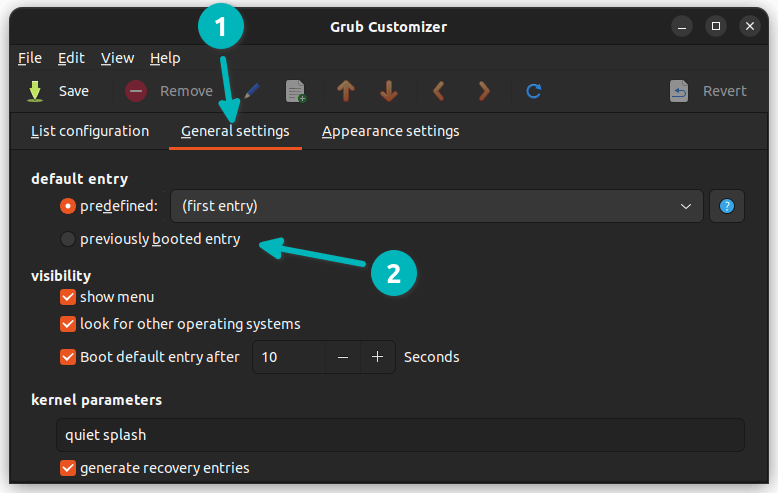 1
Grub Customizer
File Edit View Help
Save Remove Revert
List configuration General settings Appearance settings
default entry
predefined: (first entry) ?
previously booted entry
2
visibility
show menu
look for other operating systems
Boot default entry after 10 − + Seconds
kernel parameters
quiet splash
generate recovery entries